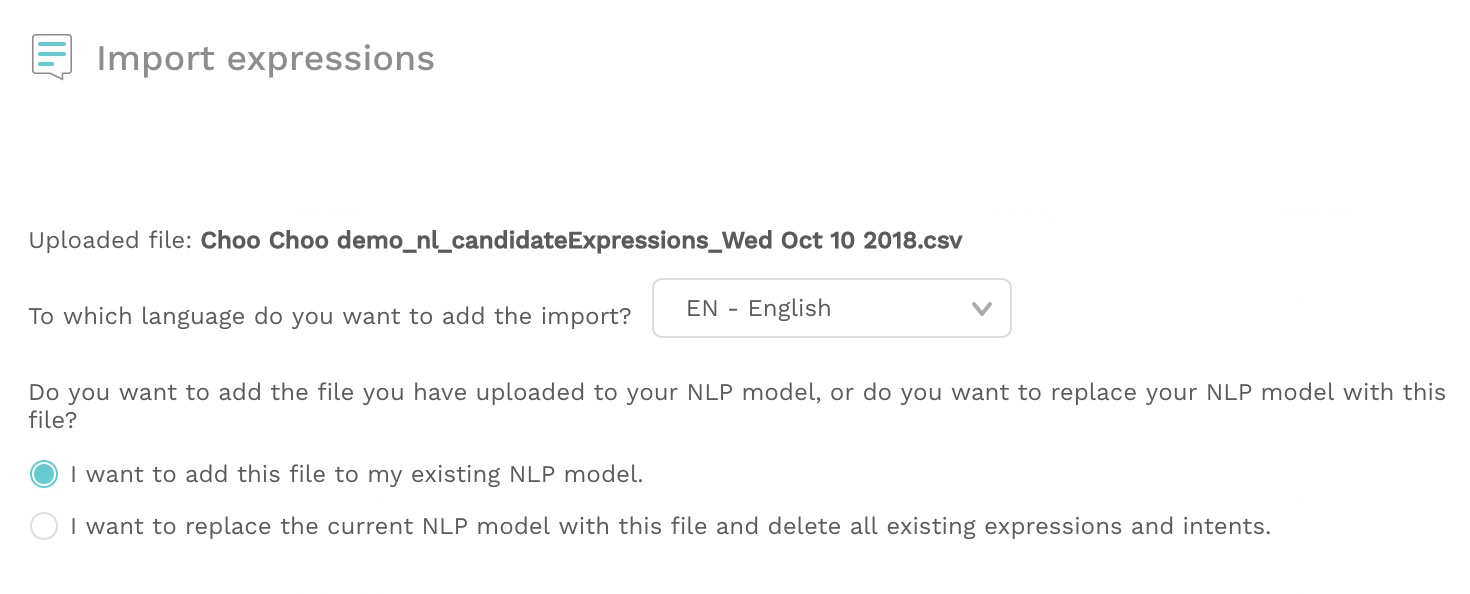 Import expressions
Uploaded file: Choo Choo demo_nl_candidateExpressions_Wed Oct 10 2018.csv
To which language do you want to add the import? EN - English
Do you want to add the file you have uploaded to your NLP model, or do you want to replace your NLP model with this
file?
I want to add this file to my existing NLP model.
I want to replace the current NLP model with this file and delete all existing expressions and intents.